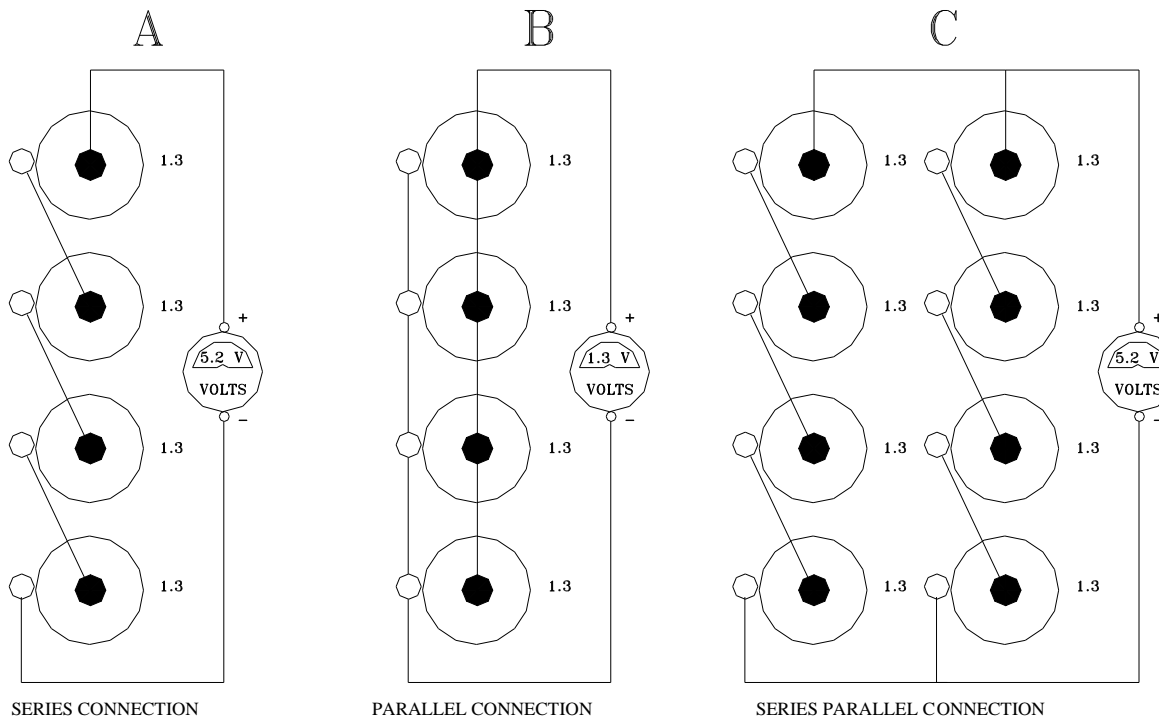 A B C
1.3 1.3 1.3 1.3
1.3 1.3 1.3 1.3
+ + +
5.2 V 1.3 V 5.2 V
VOLTS VOLTS VOLTS
− − −
1.3 1.3 1.3 1.3
1.3 1.3 1.3 1.3
SERIES CONNECTION PARALLEL CONNECTION SERIES PARALLEL CONNECTION